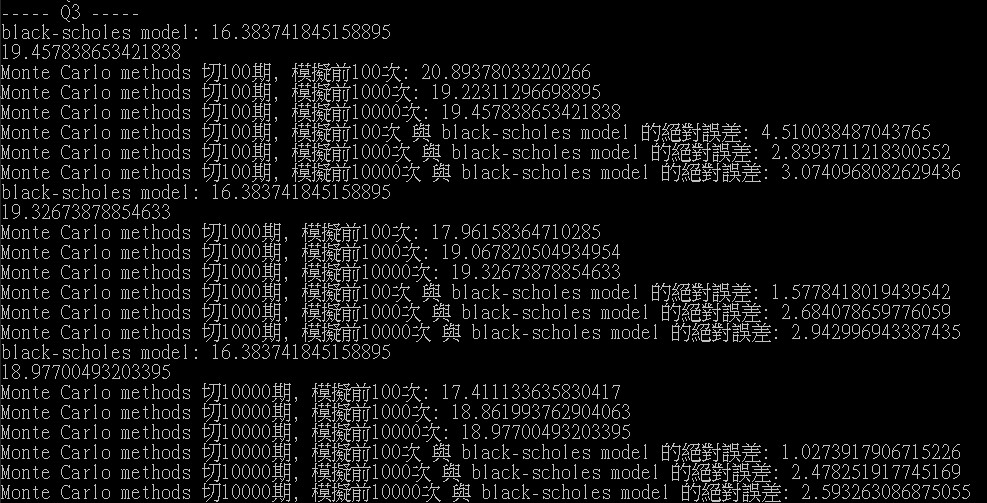 ----- Q3 -----
black-scholes model: 16.383741845158895
19.457838653421838
Monte Carlo methods 切100期, 模擬前100次: 20.89378033220266
Monte Carlo methods 切100期, 模擬前1000次: 19.22311296698895
Monte Carlo methods 切100期, 模擬前10000次: 19.457838653421838
Monte Carlo methods 切100期, 模擬前100次 與 black-scholes model 的絕對誤差: 4.510038487043765
Monte Carlo methods 切100期, 模擬前1000次 與 black-scholes model 的絕對誤差: 2.8393711218300552
Monte Carlo methods 切100期, 模擬前10000次 與 black-scholes model 的絕對誤差: 3.0740968082629436
black-scholes model: 16.383741845158895
19.32673878854633
Monte Carlo methods 切1000期, 模擬前100次: 17.96158364710285
Monte Carlo methods 切1000期, 模擬前1000次: 19.067820504934954
Monte Carlo methods 切1000期, 模擬前10000次: 19.32673878854633
Monte Carlo methods 切1000期, 模擬前100次 與 black-scholes model 的絕對誤差: 1.5778418019439542
Monte Carlo methods 切1000期, 模擬前1000次 與 black-scholes model 的絕對誤差: 2.684078659776059
Monte Carlo methods 切1000期, 模擬前10000次 與 black-scholes model 的絕對誤差: 2.942996943387435
black-scholes model: 16.383741845158895
18.97700493203395
Monte Carlo methods 切10000期, 模擬前100次: 17.411133635830417
Monte Carlo methods 切10000期, 模擬前1000次: 18.861993762904063
Monte Carlo methods 切10000期, 模擬前10000次: 18.97700493203395
Monte Carlo methods 切10000期, 模擬前100次 與 black-scholes model 的絕對誤差: 1.0273917906715226
Monte Carlo methods 切10000期, 模擬前1000次 與 black-scholes model 的絕對誤差: 2.478251917745169
Monte Carlo methods 切10000期, 模擬前10000次 與 black-scholes model 的絕對誤差: 2.593263086875055